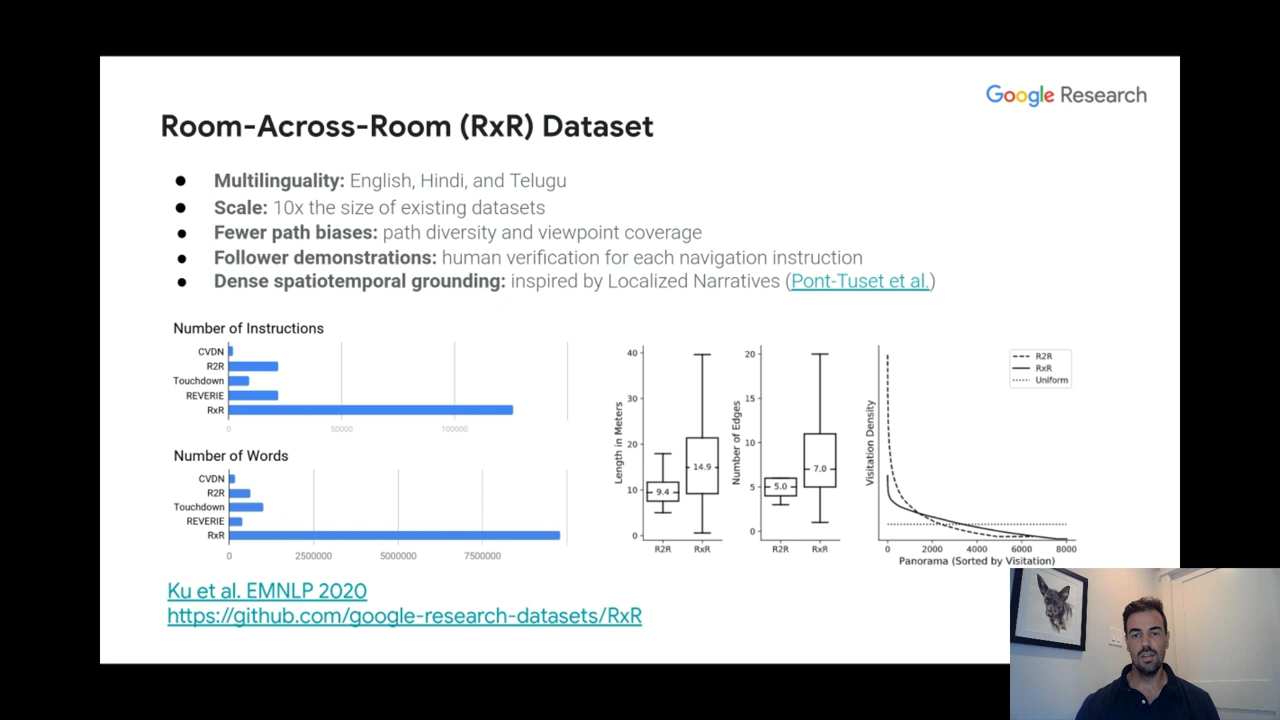 Google Research
Room-Across-Room (RxR) Dataset
● Multilinguality: English, Hindi, and Telugu
● Scale: 10x the size of existing datasets
● Fewer path biases: path diversity and viewpoint coverage
● Follower demonstrations: human verification for each navigation instruction
● Dense spatiotemporal grounding: inspired by Localized Narratives (Pont-Tuset et al.)
Number of Instructions
CVDN
R2R
Touchdown
REVERIE
RxR
0 50000 100000
Number of Words
CVDN
R2R
Touchdown
REVERIE
RxR
0 2500000 5000000 7500000
Length in Meters
40
30
20
10
0
9.4
14.9
R2R RxR
Number of Edges
20
15
10
5
0
5.0
7.0
R2R RxR
Visitation Density
R2R
RxR
Uniform
0 2000 4000 6000 8000
Panorama (Sorted by Visitation)
Ku et al. EMNLP 2020
https://github.com/google-research-datasets/RxR